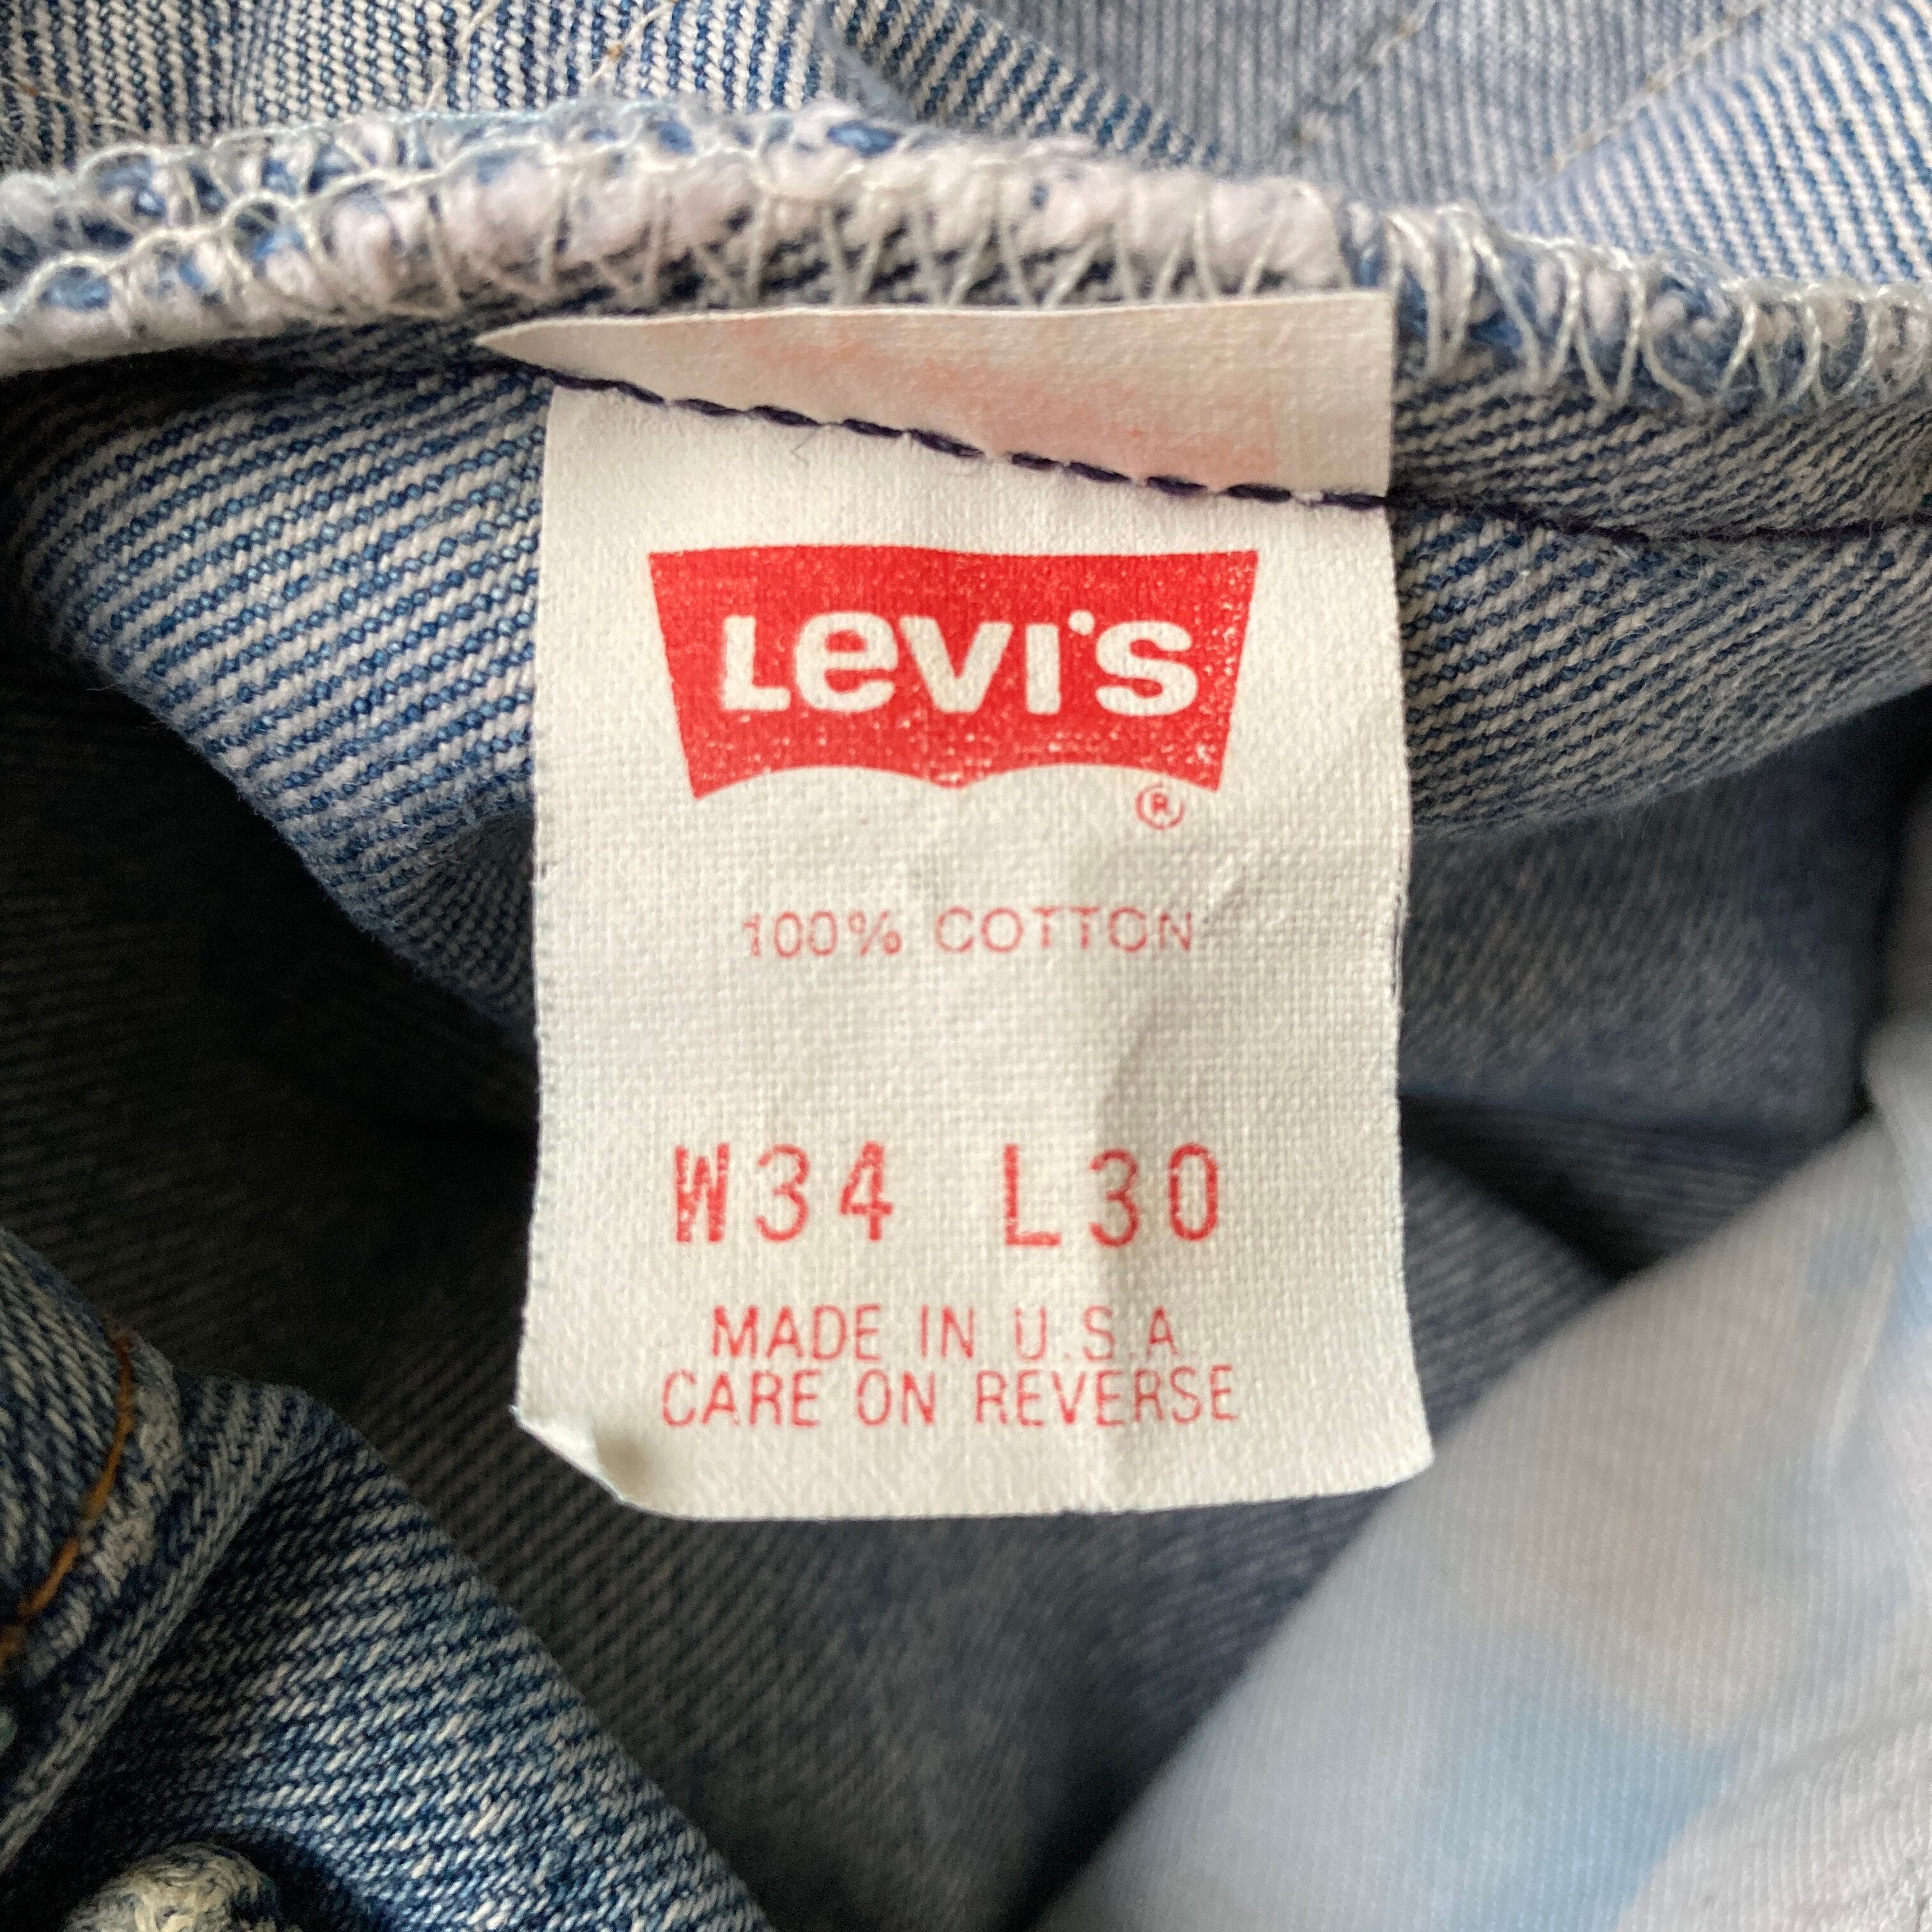 Levi's
®
100% COTTON
W34 L30
MADE IN U.S.A
CARE ON REVERSE